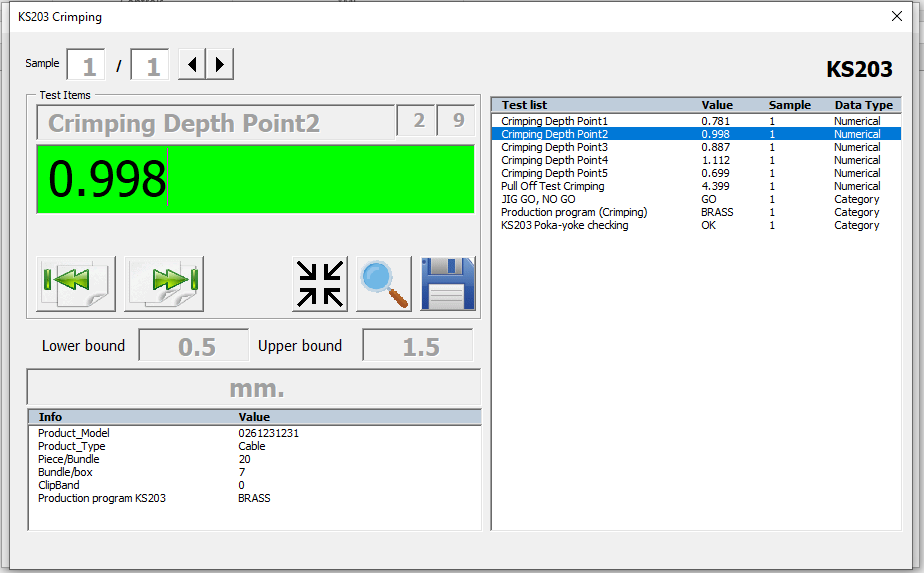 KS203 Crimping
Sample 1 / 1
KS203
Test Items
Crimping Depth Point2 2 9
0.998
Lower bound 0.5 Upper bound 1.5
mm.
Info Value
Product_Model 0261231231
Product_Type Cable
Piece/Bundle 20
Bundle/box 7
ClipBand 0
Production program KS203 BRASS
Test list Value Sample Data Type
Crimping Depth Point1 0.781 1 Numerical
Crimping Depth Point2 0.998 1 Numerical
Crimping Depth Point3 0.887 1 Numerical
Crimping Depth Point4 1.112 1 Numerical
Crimping Depth Point5 0.699 1 Numerical
Pull Off Test Crimping 4.399 1 Numerical
JIG GO, NO GO GO 1 Category
Production program (Crimping) BRASS 1 Category
KS203 Poka-yoke checking OK 1 Category